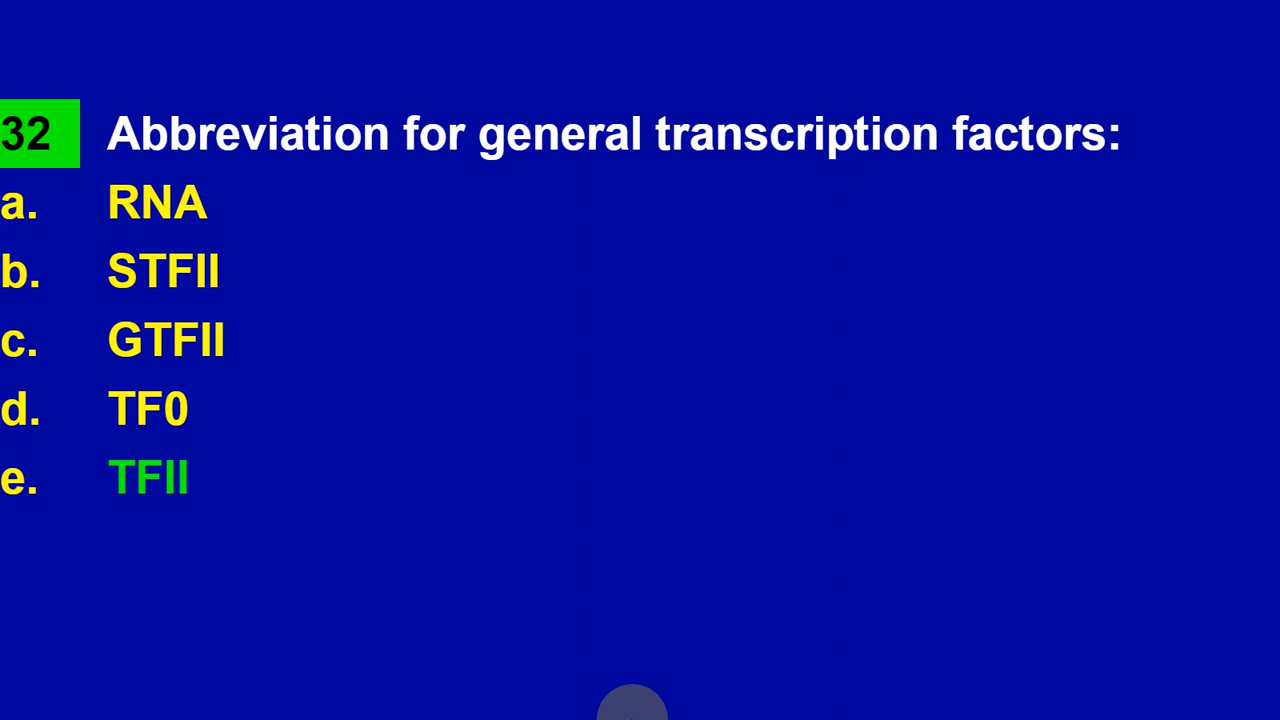 32 Abbreviation for general transcription factors:
a. RNA
b. STFII
c. GTFII
d. TF0
e. TFII